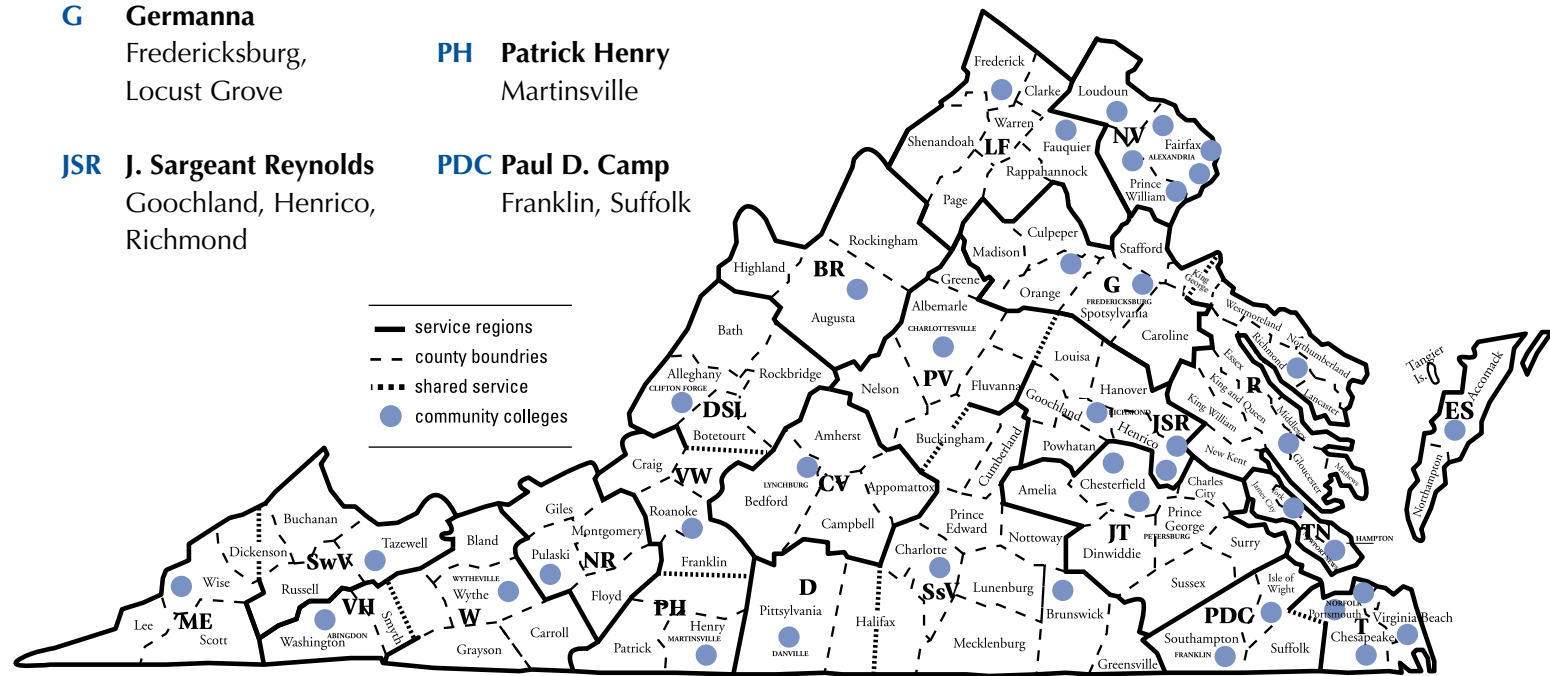 G Germanna
Fredericksburg,
Locust Grove
JSR J. Sargeant Reynolds
Goochland, Henrico,
Richmond
PH Patrick Henry
Martinsville
PDC Paul D. Camp
Franklin, Suffolk
service regions
county boundries
shared service
community colleges
Frederick
Clarke
Loudoun
Warren
Shenandoah
LF
Fauquier
NV
Fairfax
ALEXANDRIA
Rappahannock
Prince
William
Page
Culpeper
Stafford
Rockingham
Madison
Highland
BR
Greene
King
George
Orange
G
FREDERICKSBURG
Spotsylvania
Albemarle
Augusta
Westmoreland
Bath
CHARLOTTESVILLE
Caroline
Richmond
Northumberland
Louisa
Essex
Tangier
Is.
Accomack
Alleghany
Rockbridge
CLIFTON FORGE
PV
Nelson
Fluvanna
Hanover
R
King and Queen
Lancaster
DSL
Goochland
RICHMOND
King William
Middlesex
ES
JSR
Henrico
Botetourt
Amherst
Buckingham
Cumberland
Powhatan
New Kent
Gloucester
Mathews
Craig
VW
LYNCHBURG
CV
Appomattox
Bedford
Amelia
Chesterfield
Charles
City
York
James City
Northampton
Giles
Roanoke
Campbell
Prince
Edward
Prince
George
Buchanan
Montgomery
Nottoway
JT
PETERSBURG
TN
HAMPTON
NEWPORT NEWS
Dickenson
Tazewell
Bland
Pulaski
NR
Franklin
Charlotte
Dinwiddie
Surry
SwV
Wise
Russell
WYTHEVILLE
Wythe
Floyd
D
SsV
Lunenburg
Sussex
Isle of
Wight
VH
W
PH
Pittsylvania
Brunswick
PDC
NORFOLK
Portsmouth
Virginia Beach
Lee
ME
Scott
Washington
ABINGDON
Smyth
Carroll
Henry
MARTINSVILLE
Halifax
T
Chesapeake
Grayson
Patrick
DANVILLE
Mecklenburg
Southampton
FRANKLIN
Suffolk
Greensville